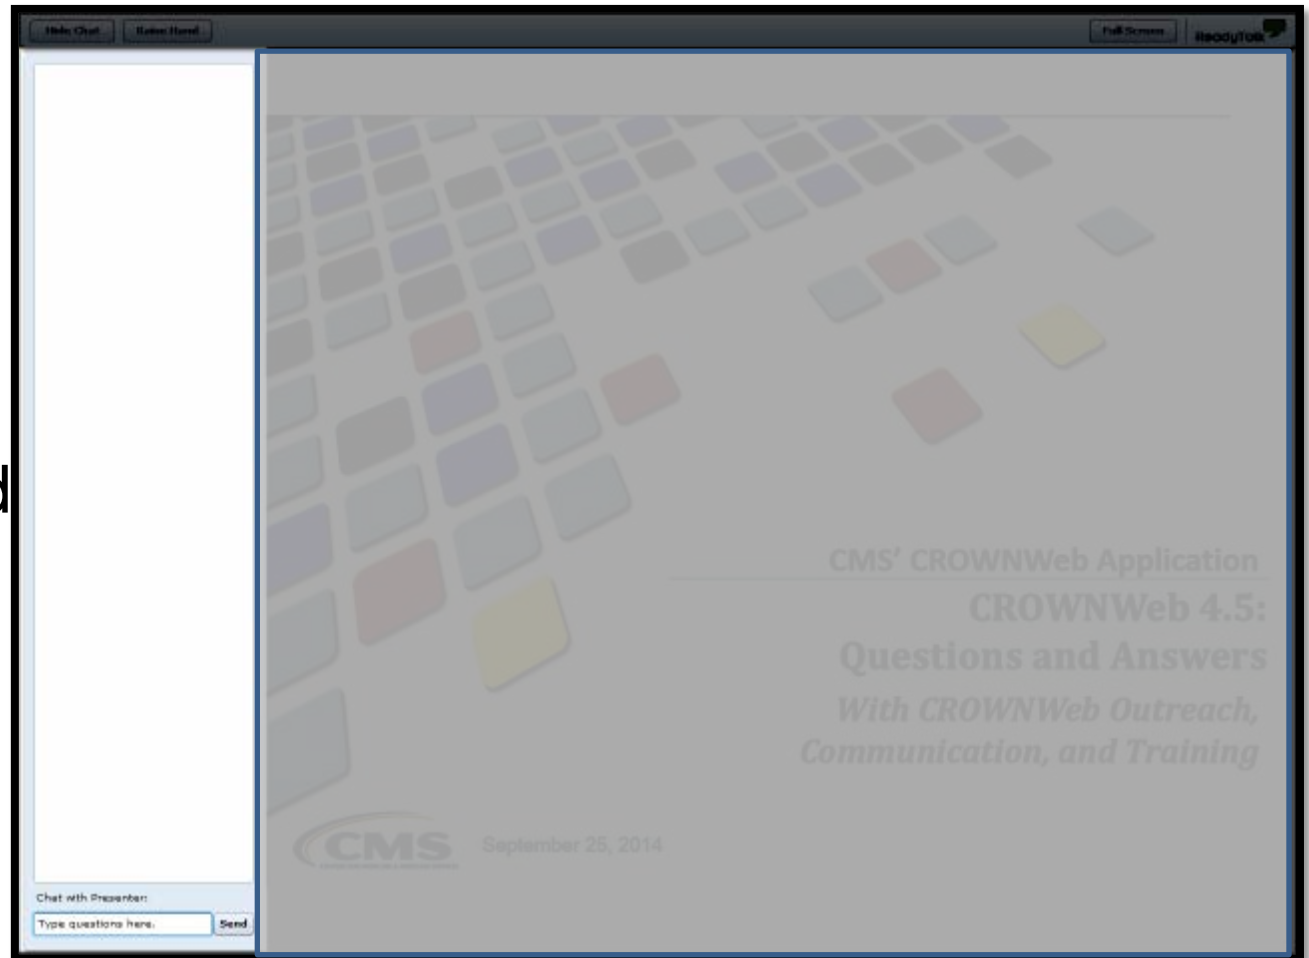 Hide Chat
Raise Hand
Full Screen
ReadyTalk
d
CMS' CROWNWeb Application
CROWNWeb 4.5:
Questions and Answers
With CROWNWeb Outreach,
Communication, and Training
CMS
September 25, 2014
Chat with Presenter:
Type questions here.
Send